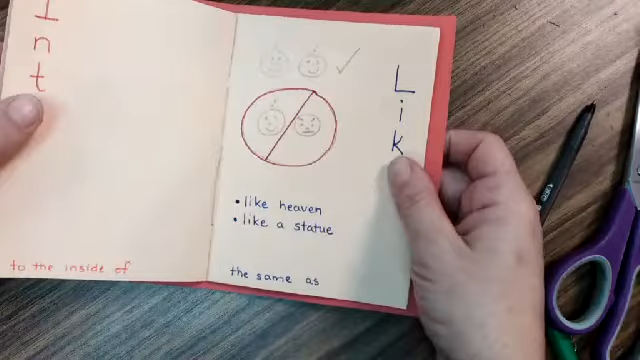 I
n
t
to the inside of
L
i
k
• like heaven
• like a statue
the same as